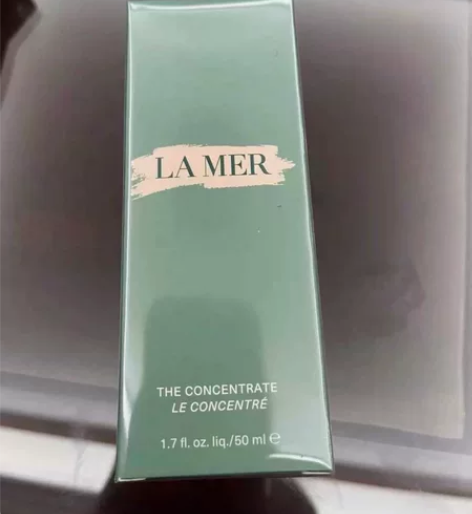 LA MER
THE CONCENTRATE
LE CONCENTRÉ
1.7 fl. oz. liq./50 ml ℮